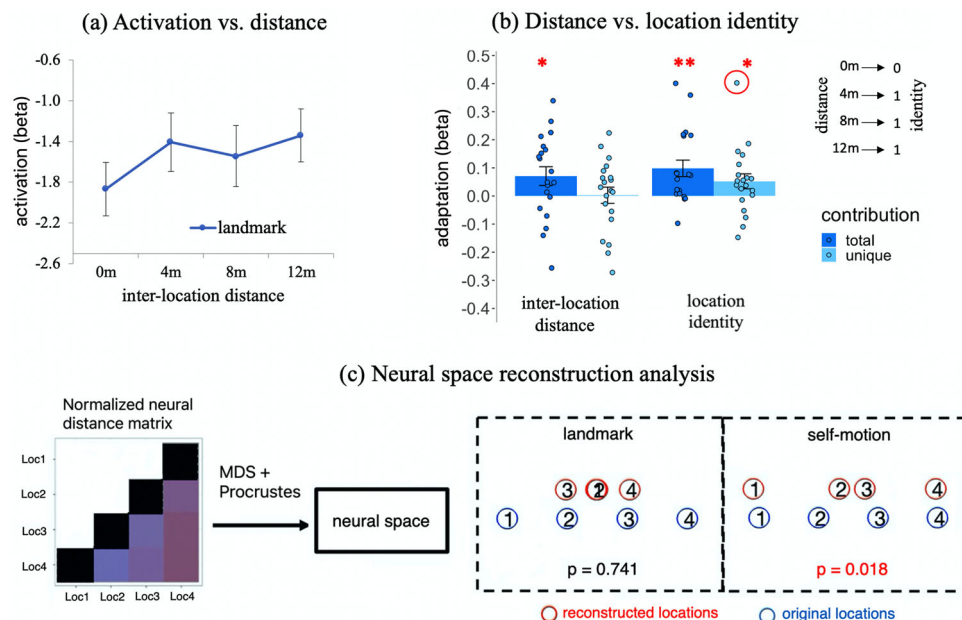 (a) Activation vs. distance
-0.6
-1.0
-1.4
-1.8
-2.2
-2.6
activation (beta)
landmark
0m 4m 8m 12m
inter-location distance
(b) Distance vs. location identity
0.5
0.4
0.3
0.2
0.1
0.0
-0.1
-0.2
-0.3
-0.4
adaptation (beta)
* ** *
inter-location
distance
location
identity
distance
0m 0
4m 1
8m 1
12m 1
identity
contribution
total
unique
(c) Neural space reconstruction analysis
Normalized neural
distance matrix
Loc1
Loc2
Loc3
Loc4
Loc1 Loc2 Loc3 Loc4
MDS +
Procrustes
neural space
landmark
3 1 2 4
1 2 3 4
p = 0.741
self-motion
1 2 3 4
1 2 3 4
p = 0.018
reconstructed locations
original locations